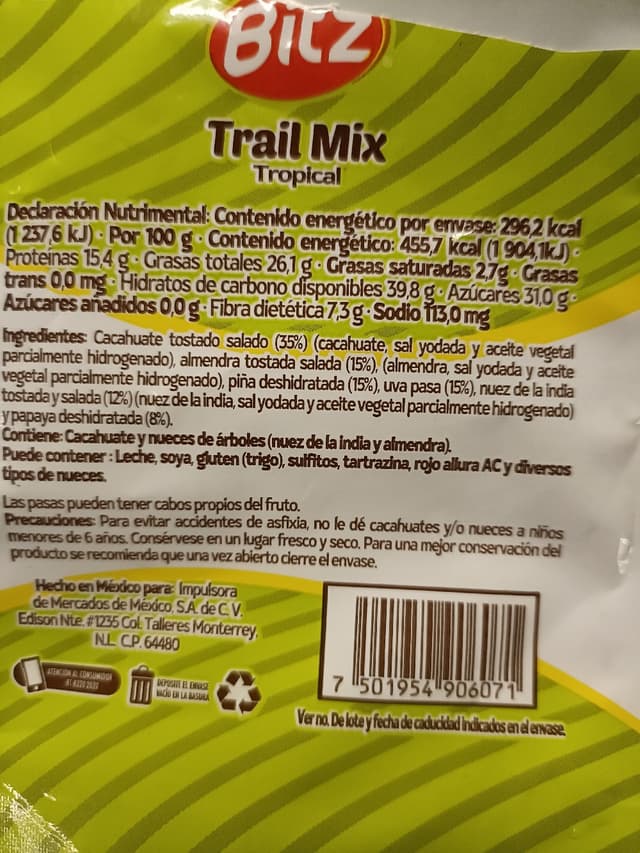 Bitz
Trail Mix
Tropical
Declaración Nutrimental: Contenido energético por envase: 296,2 kcal
(1 237,6 kJ) · Por 100 g · Contenido energético: 455,7 kcal (1 904,1kJ) ·
Proteínas 15,4 g · Grasas totales 26,1 g · Grasas saturadas 2,7g · Grasas
trans 0,0 mg · Hidratos de carbono disponibles 39,8 g · Azúcares 31,0 g ·
Azúcares añadidos 0,0 g · Fibra dietética 7,3 g · Sodio 113,0 mg
Ingredientes: Cacahuate tostado salado (35%) (cacahuate, sal yodada y aceite vegetal
parcialmente hidrogenado), almendra tostada salada (15%), (almendra, sal yodada y aceite
vegetal parcialmente hidrogenado), piña deshidratada (15%), uva pasa (15%), nuez de la india
tostada y salada (12%) (nuez de la india, sal yodada y aceite vegetal parcialmente hidrogenado)
y papaya deshidratada (8%).
Contiene: Cacahuate y nueces de árboles (nuez de la india y almendra).
Puede contener : Leche, soya, gluten (trigo), sulfitos, tartrazina, rojo allura AC y diversos
tipos de nueces.
Las pasas pueden tener cabos propios del fruto.
Precauciones: Para evitar accidentes de asfixia, no le dé cacahuates y/o nueces a niños
menores de 6 años. Consérvese en un lugar fresco y seco. Para una mejor conservación del
producto se recomienda que una vez abierto cierre el envase.
Hecho en México para: Impulsora
de Mercados de México, S.A. de C. V.
Edison Nte. #1235 Col. Talleres Monterrey,
N.L. C.P. 64480
ATENCIÓN AL CONSUMIDOR
DEPOSITE EL ENVASE
VACÍO EN LA BASURA
7 501954 906071
Ver no. De lote y fecha de caducidad indicados en el envase.